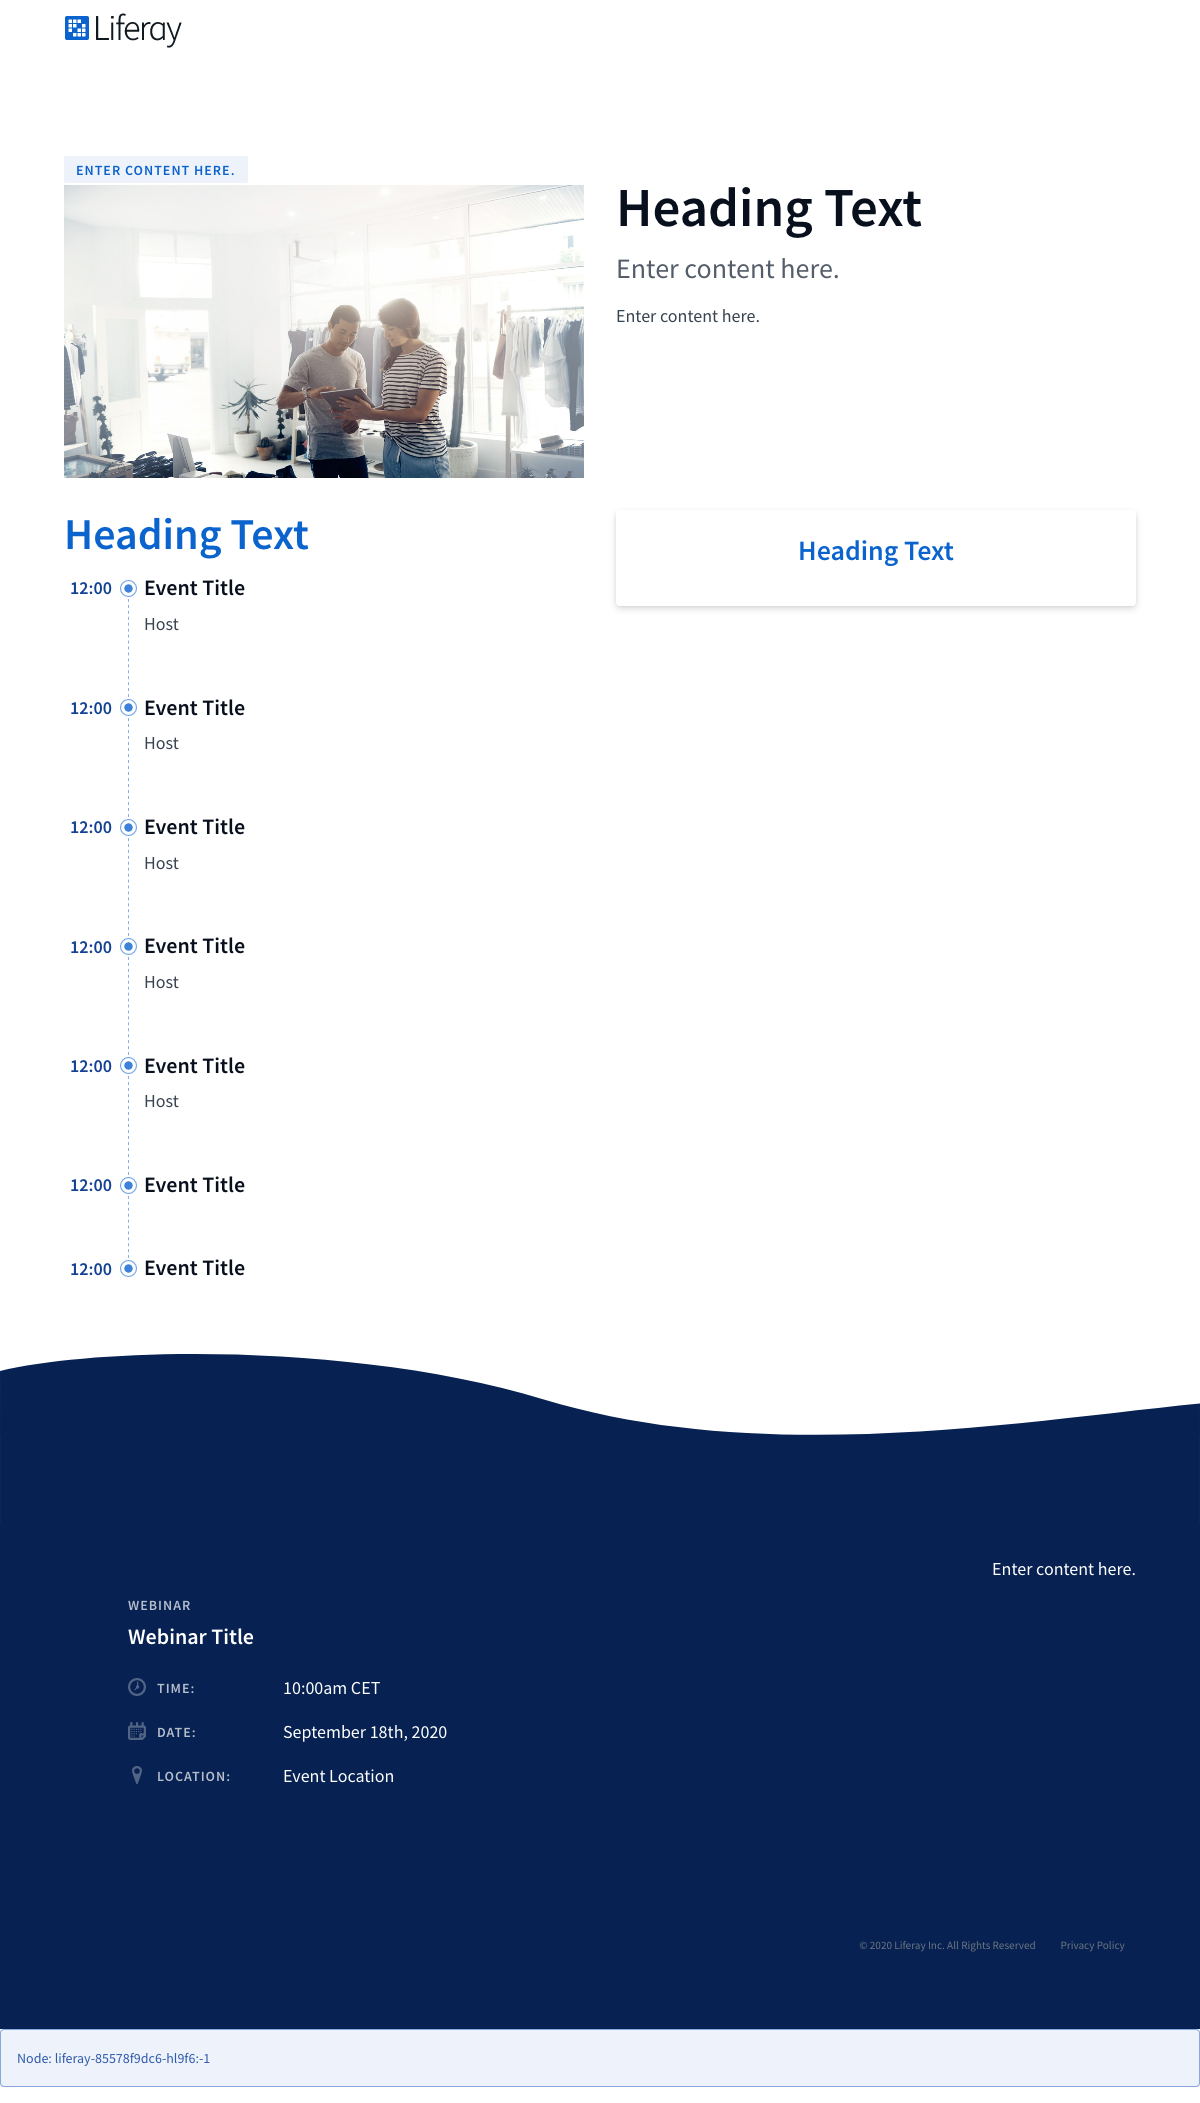 Liferay
ENTER CONTENT HERE.
Heading Text
Enter content here.
Enter content here.
Heading Text
12:00 Event Title
Host
12:00 Event Title
Host
12:00 Event Title
Host
12:00 Event Title
Host
12:00 Event Title
Host
12:00 Event Title
12:00 Event Title
Heading Text
Enter content here.
WEBINAR
Webinar Title
TIME: 10:00am CET
DATE: September 18th, 2020
LOCATION: Event Location
© 2020 Liferay Inc. All Rights Reserved Privacy Policy
Node: liferay-85578f9dc6-hl9f6:-1